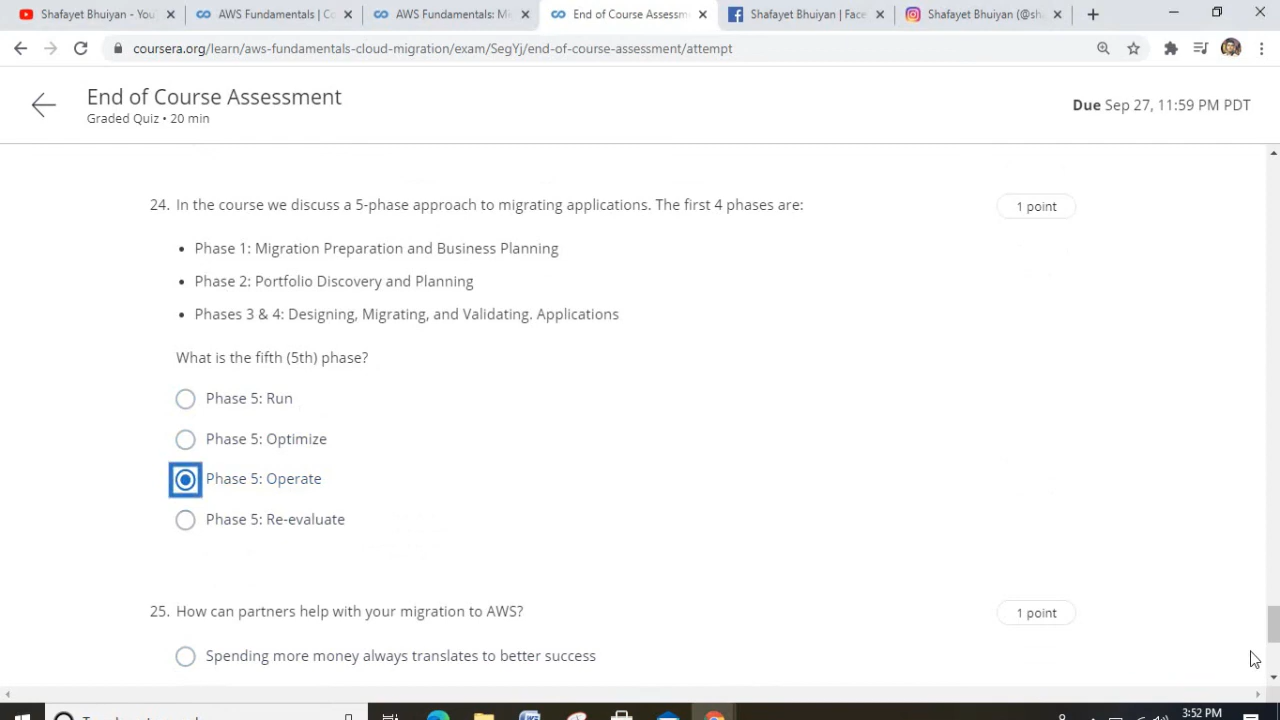 Shafayet Bhuiyan - You
AWS Fundamentals | Co
AWS Fundamentals: Mi
End of Course Assessm
Shafayet Bhuiyan | Face
Shafayet Bhuiyan (@sh
coursera.org/learn/aws-fundamentals-cloud-migration/exam/SegYj/end-of-course-assessment/attempt
End of Course Assessment
Graded Quiz • 20 min
Due Sep 27, 11:59 PM PDT
24. In the course we discuss a 5-phase approach to migrating applications. The first 4 phases are:
1 point
• Phase 1: Migration Preparation and Business Planning
• Phase 2: Portfolio Discovery and Planning
• Phases 3 & 4: Designing, Migrating, and Validating. Applications
What is the fifth (5th) phase?
Phase 5: Run
Phase 5: Optimize
Phase 5: Operate
Phase 5: Re-evaluate
25. How can partners help with your migration to AWS?
1 point
Spending more money always translates to better success
3:52 PM